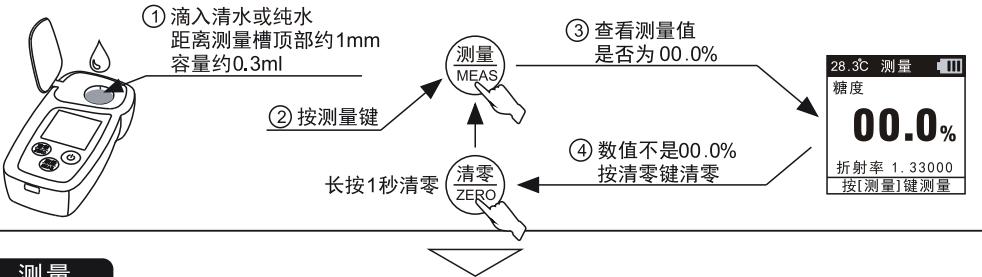 ① 滴入清水或纯水
距离测量槽顶部约1mm
容量约0.3ml
② 按测量键
测量
MEAS
③ 查看测量值
是否为 00.0%
28.3℃ 测量
糖度
00.0%
折射率 1.33000
按[测量]键测量
④ 数值不是00.0%
按清零键清零
长按1秒清零
清零
ZERO
测量